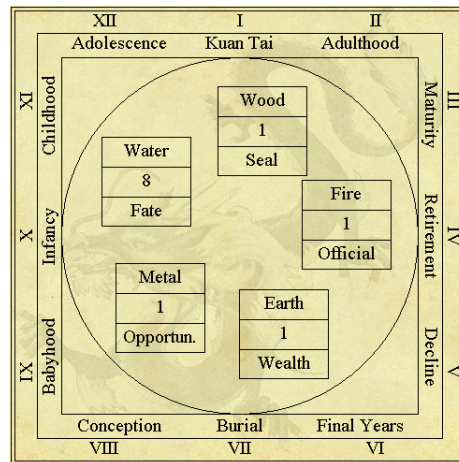 XII I II
Adolescence Kuan Tai Adulthood
XI Childhood
Maturity III
Wood
1
Seal
Water
8
Fate
Fire
1
Official
X Infancy
Retirement IV
Metal
1
Opportun.
Earth
1
Wealth
IX Babyhood
Decline V
Conception Burial Final Years
VIII VII VI